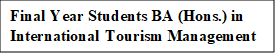 Final Year Students BA (Hons.) in
International Tourism Management